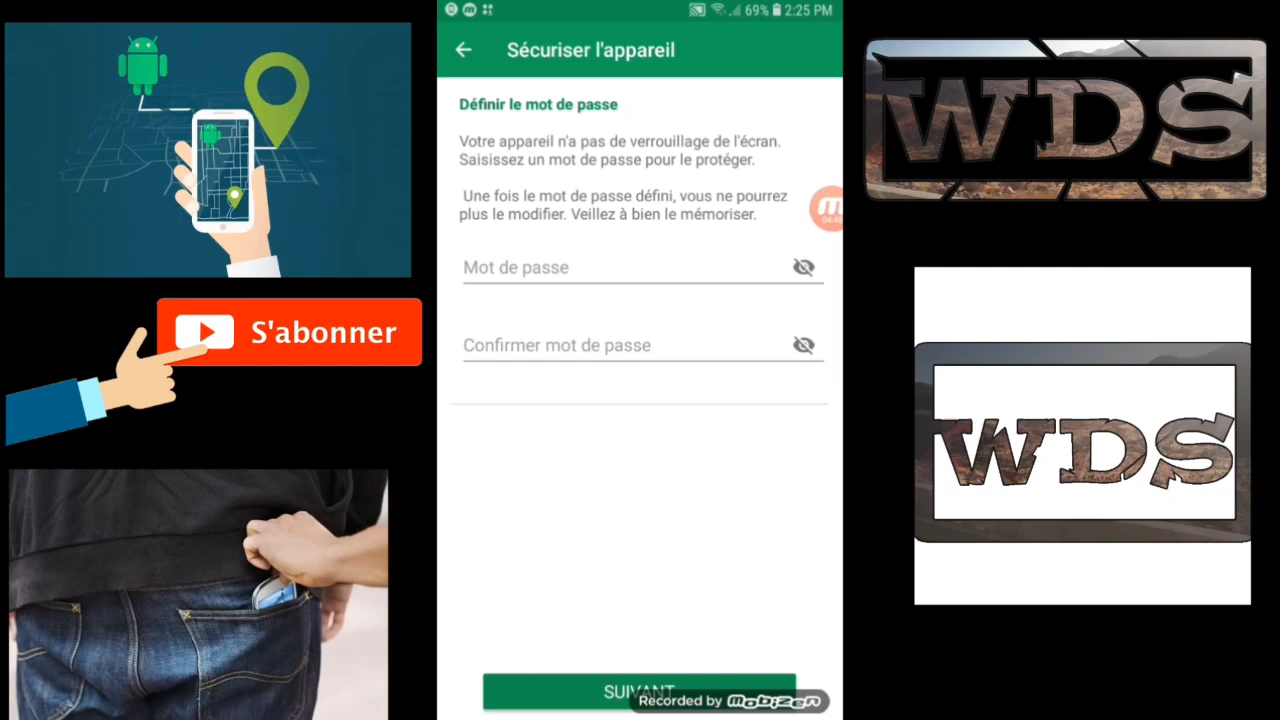 69% 2:25 PM
Sécuriser l'appareil
Définir le mot de passe
Votre appareil n'a pas de verrouillage de l'écran.
Saisissez un mot de passe pour le protéger.
Une fois le mot de passe défini, vous ne pourrez
plus le modifier. Veillez à bien le mémoriser.
Mot de passe
Confirmer mot de passe
SUIVANT
Recorded by mobizen
S'abonner
WDS
WDS